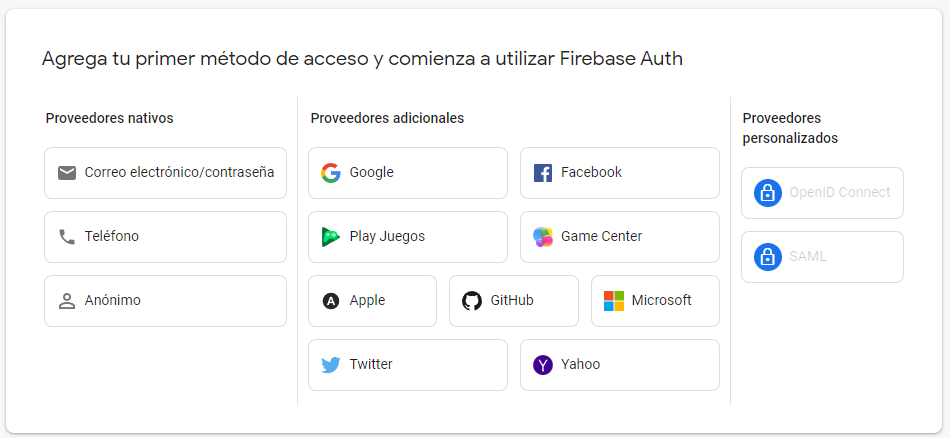 Agrega tu primer método de acceso y comienza a utilizar Firebase Auth
Proveedores nativos
Correo electrónico/contraseña
Teléfono
Anónimo
Proveedores adicionales
Google
Facebook
Play Juegos
Game Center
Apple
GitHub
Microsoft
Twitter
Yahoo
Proveedores
personalizados
OpenID Connect
SAML